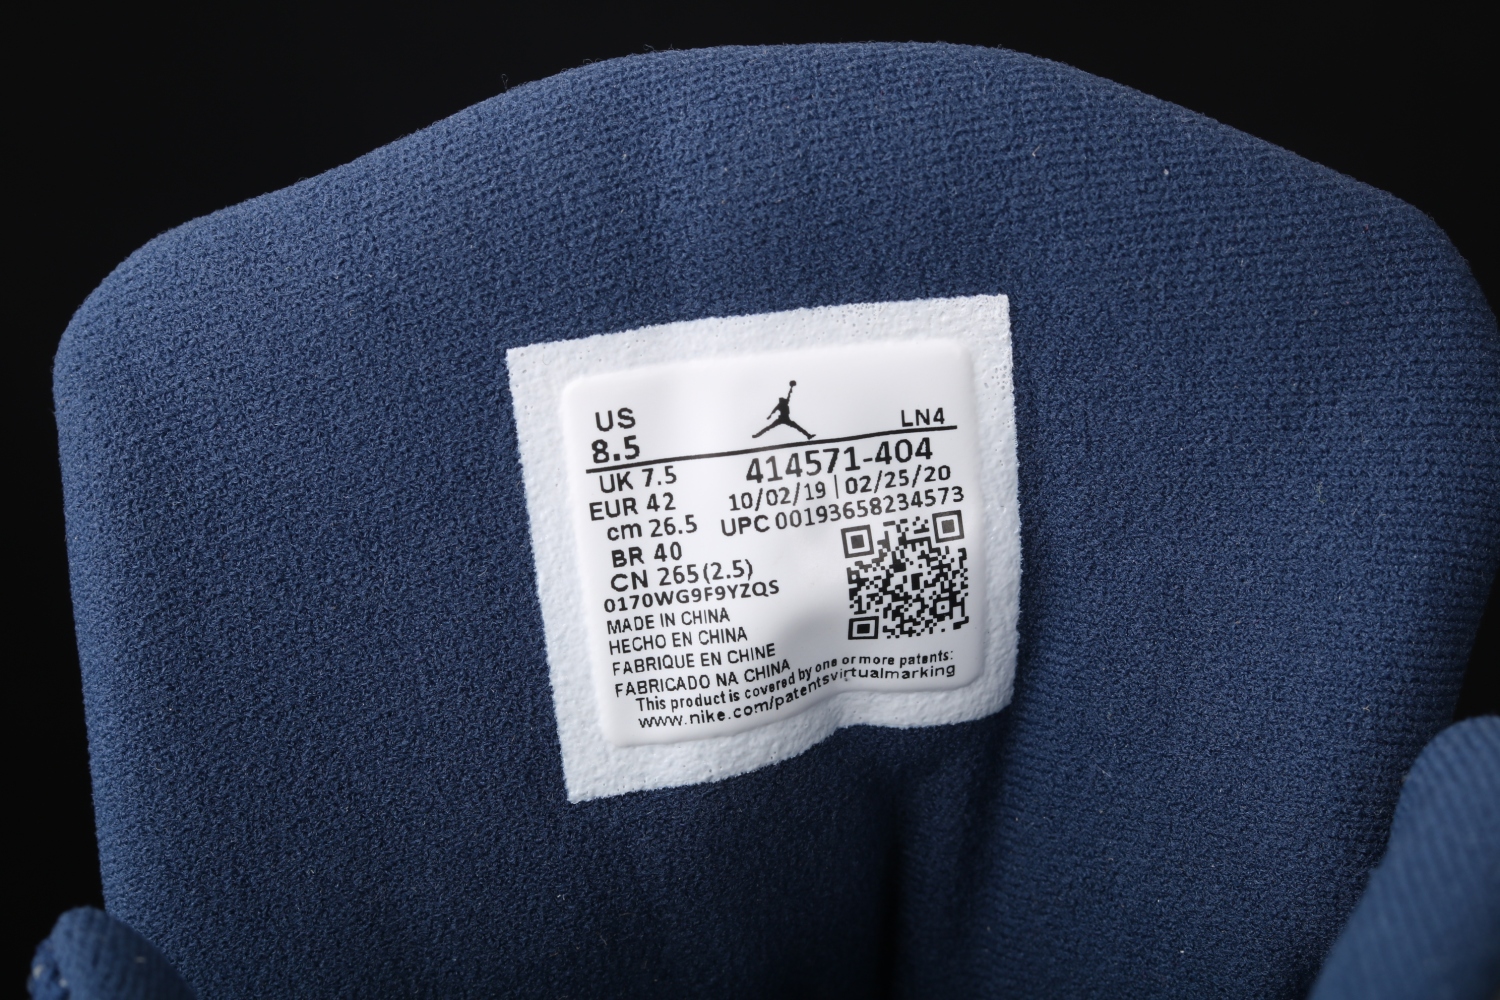 US LN4
8.5
UK 7.5 414571-404
EUR 42 10/02/19 | 02/25/20
cm 26.5 UPC 00193658234573
BR 40
CN 265(2.5)
0170WG9F9YZQS
MADE IN CHINA
HECHO EN CHINA
FABRIQUE EN CHINE
FABRICADO NA CHINA
This product is covered by one or more patents:
www.nike.com/patentsvirtualmarking